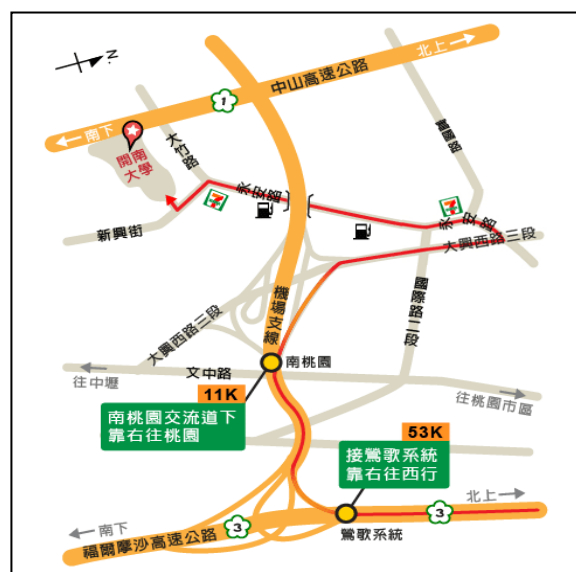 北上
N.
中山高速公路
1
南下
大竹路
國際路
開南
大學
永安路
7
7
永安路
新興街
大興西路三段
國際路二段
大興西路三段
機場支線
文中路
南桃園
往中壢
往桃園市區
11K
南桃園交流道下
靠右往桃園
53K
接鶯歌系統
靠右往西行
北上
3
南下
3
福爾摩沙高速公路
鶯歌系統